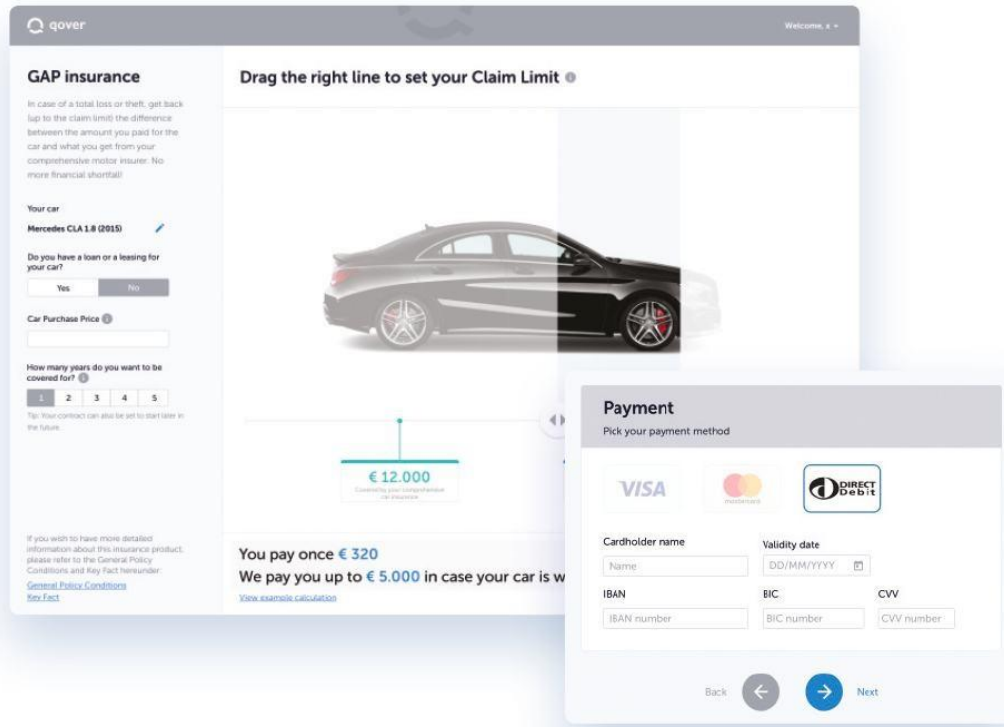 qover
Welcome, x
GAP insurance
In case of a total loss or theft, get back
(up to the claim limit) the difference
between the amount you paid for the
car and what you get from your
comprehensive motor insurer. No
more financial shortfall!
Your car
Mercedes CLA 1.8 (2015)
Do you have a loan or a leasing for
your car?
Yes No
Car Purchase Price
How many years do you want to be
covered for?
1 2 3 4 5
Tip: Your contract can also be set to start later in
the future.
If you wish to have more detailed
information about this insurance product,
please refer to the General Policy
Conditions and Key Fact hereunder:
General Policy Conditions
Key Fact
Drag the right line to set your Claim Limit
€ 12.000
Covered by your comprehensive
car insurance
You pay once € 320
We pay you up to € 5.000 in case your car is w
View example calculation
Payment
Pick your payment method
VISA
mastercard
DIRECT
Debit
Cardholder name
Validity date
Name
DD/MM/YYYY
IBAN
BIC
CVV
IBAN number
BIC number
CVV number
Back
Next